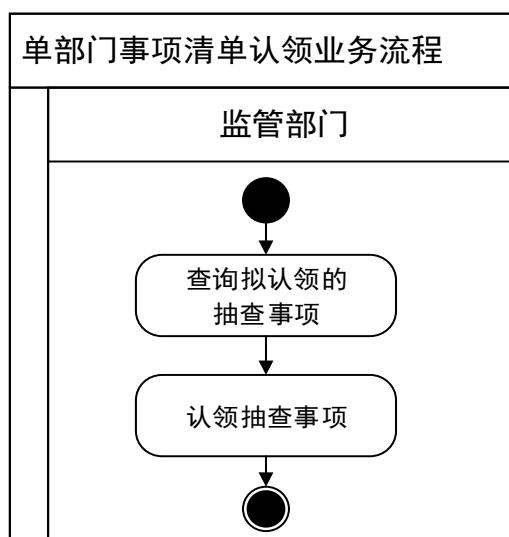 单部门事项清单认领业务流程
监管部门
查询拟认领的
抽查事项
认领抽查事项